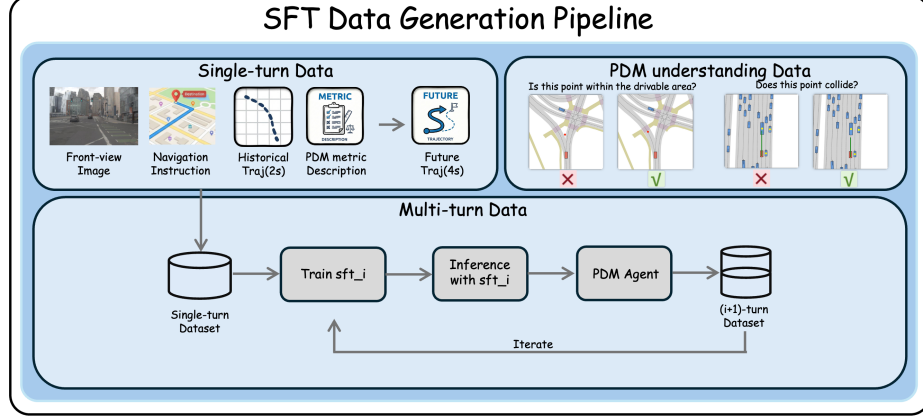 SFT Data Generation Pipeline
Single-turn Data
METRIC
DESCRIPTION
FUTURE
TRAJECTORY
Front-view
Image
Navigation
Instruction
Historical
Traj(2s)
PDM metric
Description
Future
Traj(4s)
PDM understanding Data
Is this point within the drivable area?
Does this point collide?
Multi-turn Data
Single-turn
Dataset
Train sft_i
Inference
with sft_i
PDM Agent
(i+1)-turn
Dataset
Iterate